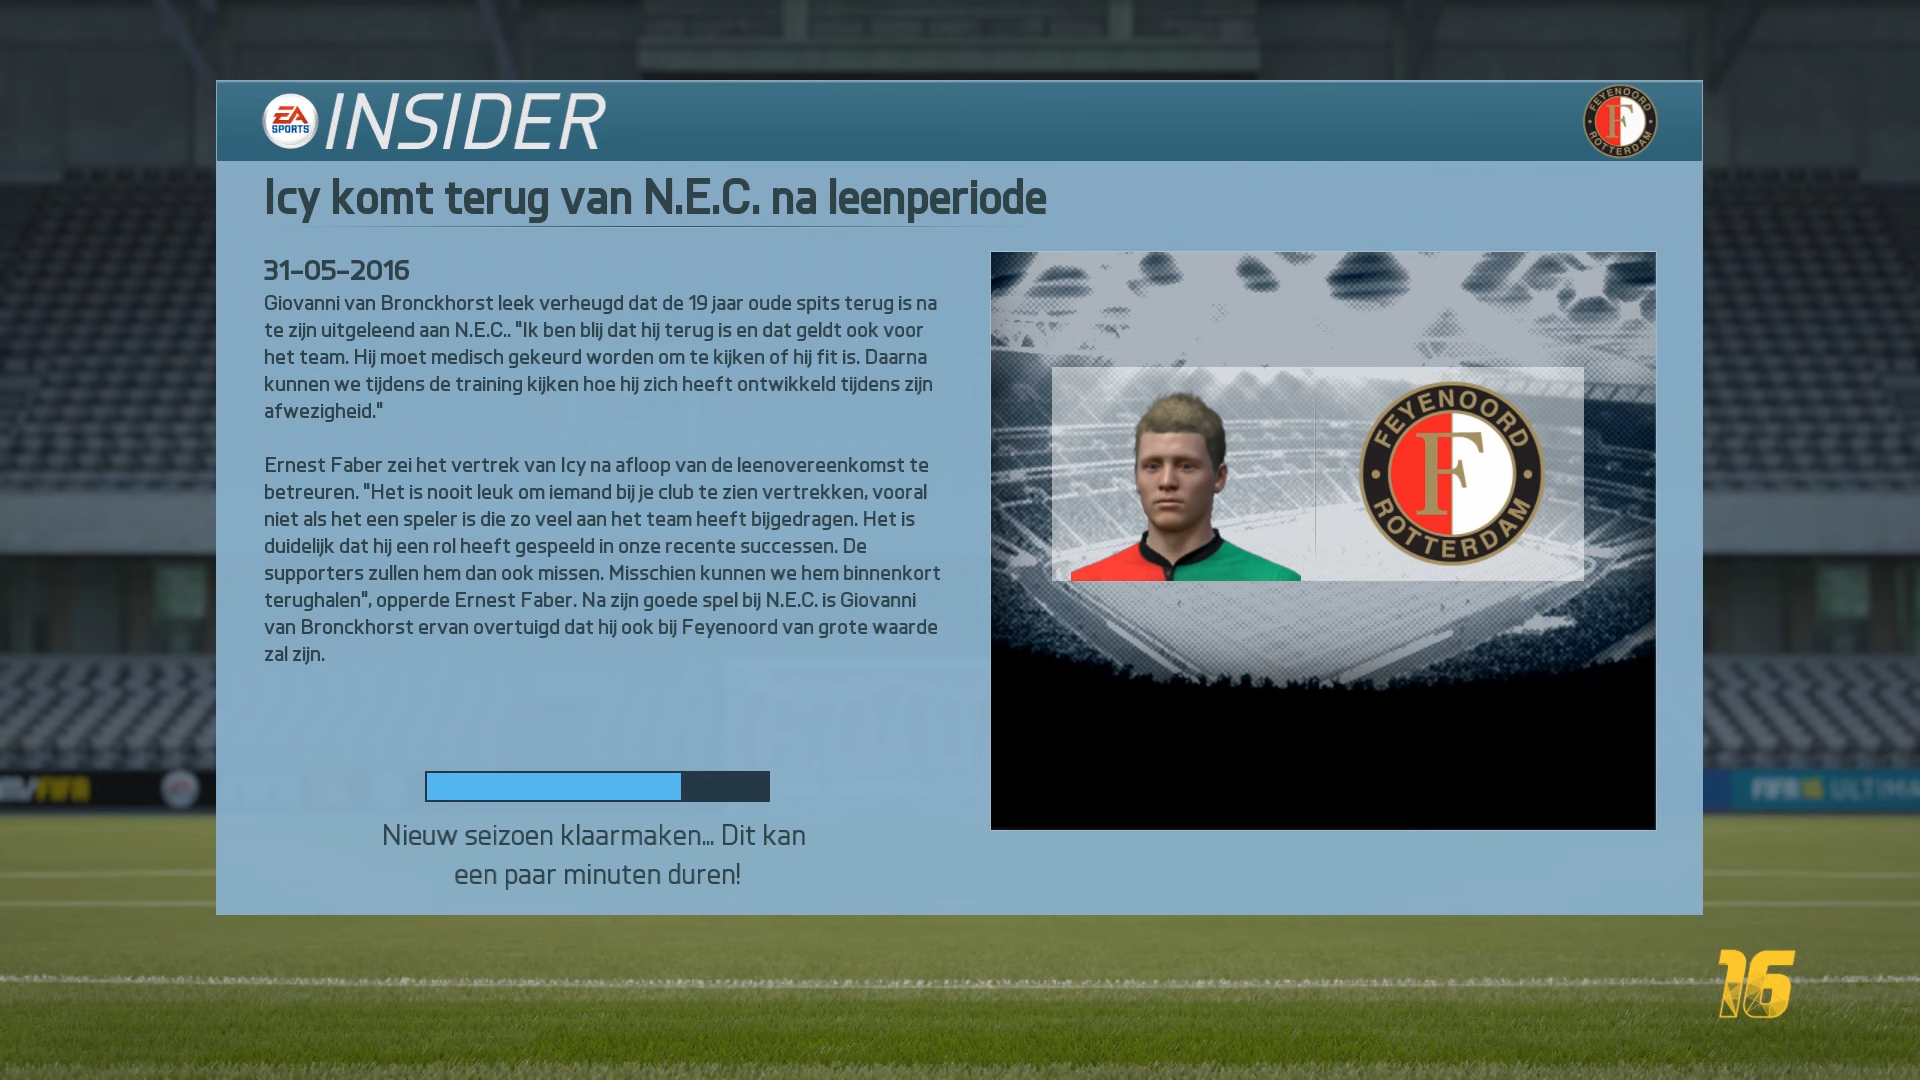 EA SPORTS INSIDER
FEYENOORD ROTTERDAM
F
Icy komt terug van N.E.C. na leenperiode
31-05-2016
Giovanni van Bronckhorst leek verheugd dat de 19 jaar oude spits terug is na
te zijn uitgeleend aan N.E.C.. "Ik ben blij dat hij terug is en dat geldt ook voor
het team. Hij moet medisch gekeurd worden om te kijken of hij fit is. Daarna
kunnen we tijdens de training kijken hoe hij zich heeft ontwikkeld tijdens zijn
afwezigheid."
Ernest Faber zei het vertrek van Icy na afloop van de leenovereenkomst te
betreuren. "Het is nooit leuk om iemand bij je club te zien vertrekken, vooral
niet als het een speler is die zo veel aan het team heeft bijgedragen. Het is
duidelijk dat hij een rol heeft gespeeld in onze recente successen. De
supporters zullen hem dan ook missen. Misschien kunnen we hem binnenkort
terughalen", opperde Ernest Faber. Na zijn goede spel bij N.E.C. is Giovanni
van Bronckhorst ervan overtuigd dat hij ook bij Feyenoord van grote waarde
zal zijn.
FEYENOORD ROTTERDAM
F
Nieuw seizoen klaarmaken... Dit kan
een paar minuten duren!
FIFA
FIFA16 ULTIMA
16